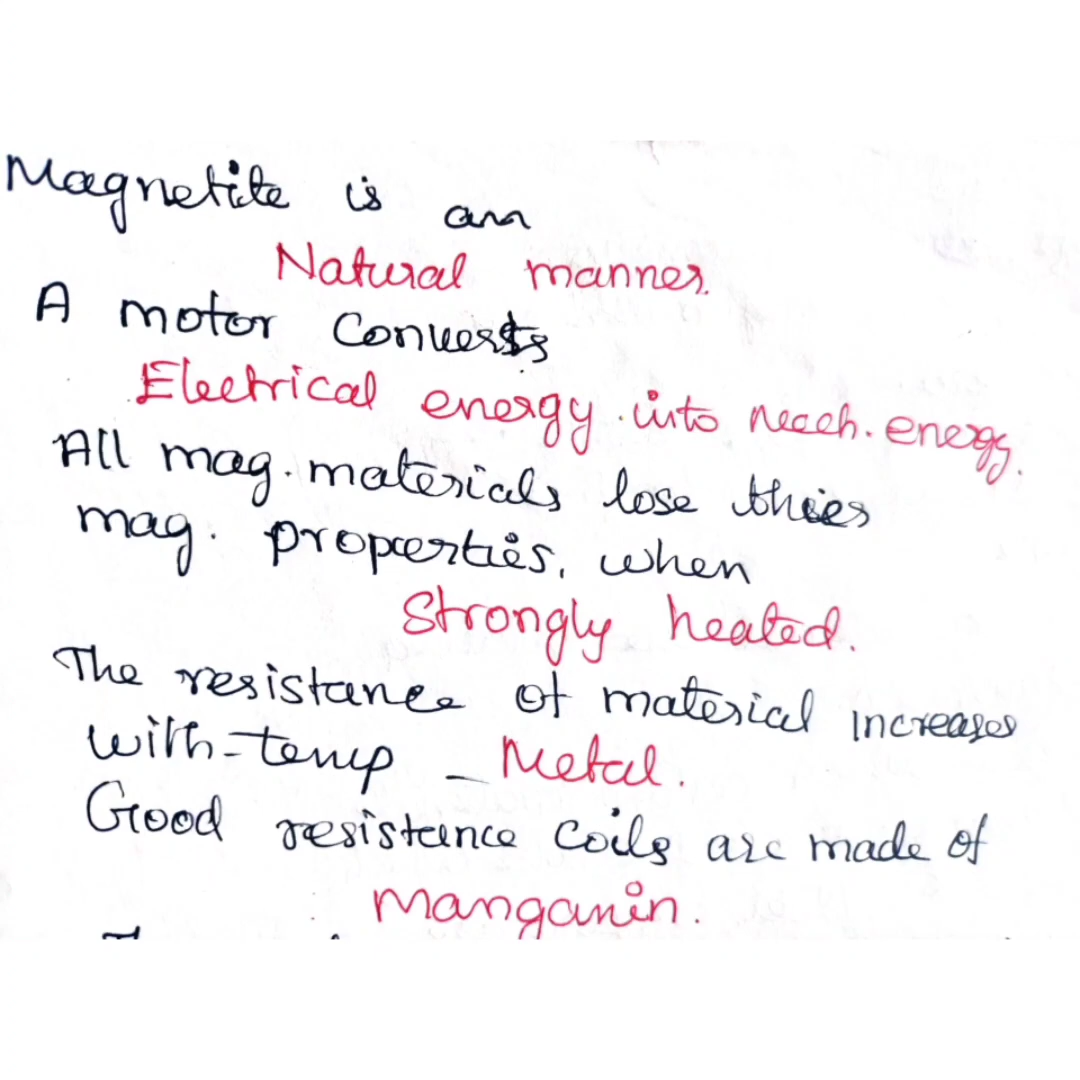 Magnetite is an
Natural manner.
A motor converts
Electrical energy into mech. energy.
All mag. materials lose thier
mag. properties, when
Strongly heated.
The resistance of material increases
with-temp - Metal.
Good resistance coils are made of
Manganin.